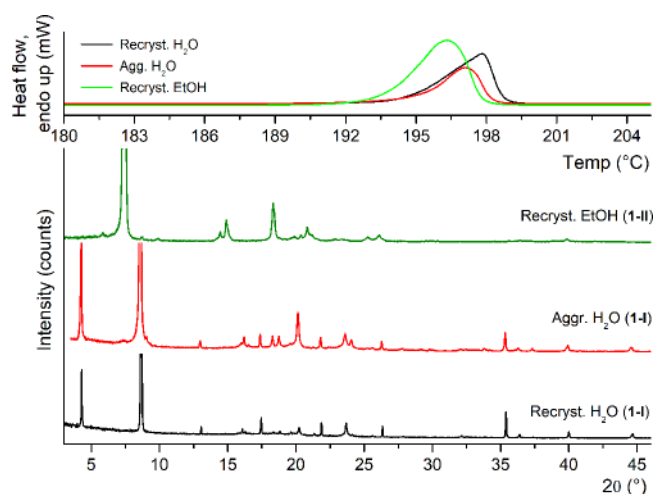 Heat flow,
endo up (mW)
Recryst. H₂O
Agg. H₂O
Recryst. EtOH
180 183 186 189 192 195 198 201 204
Temp (°C)
Intensity (counts)
Recryst. EtOH (1-II)
Aggr. H₂O (1-I)
Recryst. H₂O (1-I)
5 10 15 20 25 30 35 40 45
2θ (°)